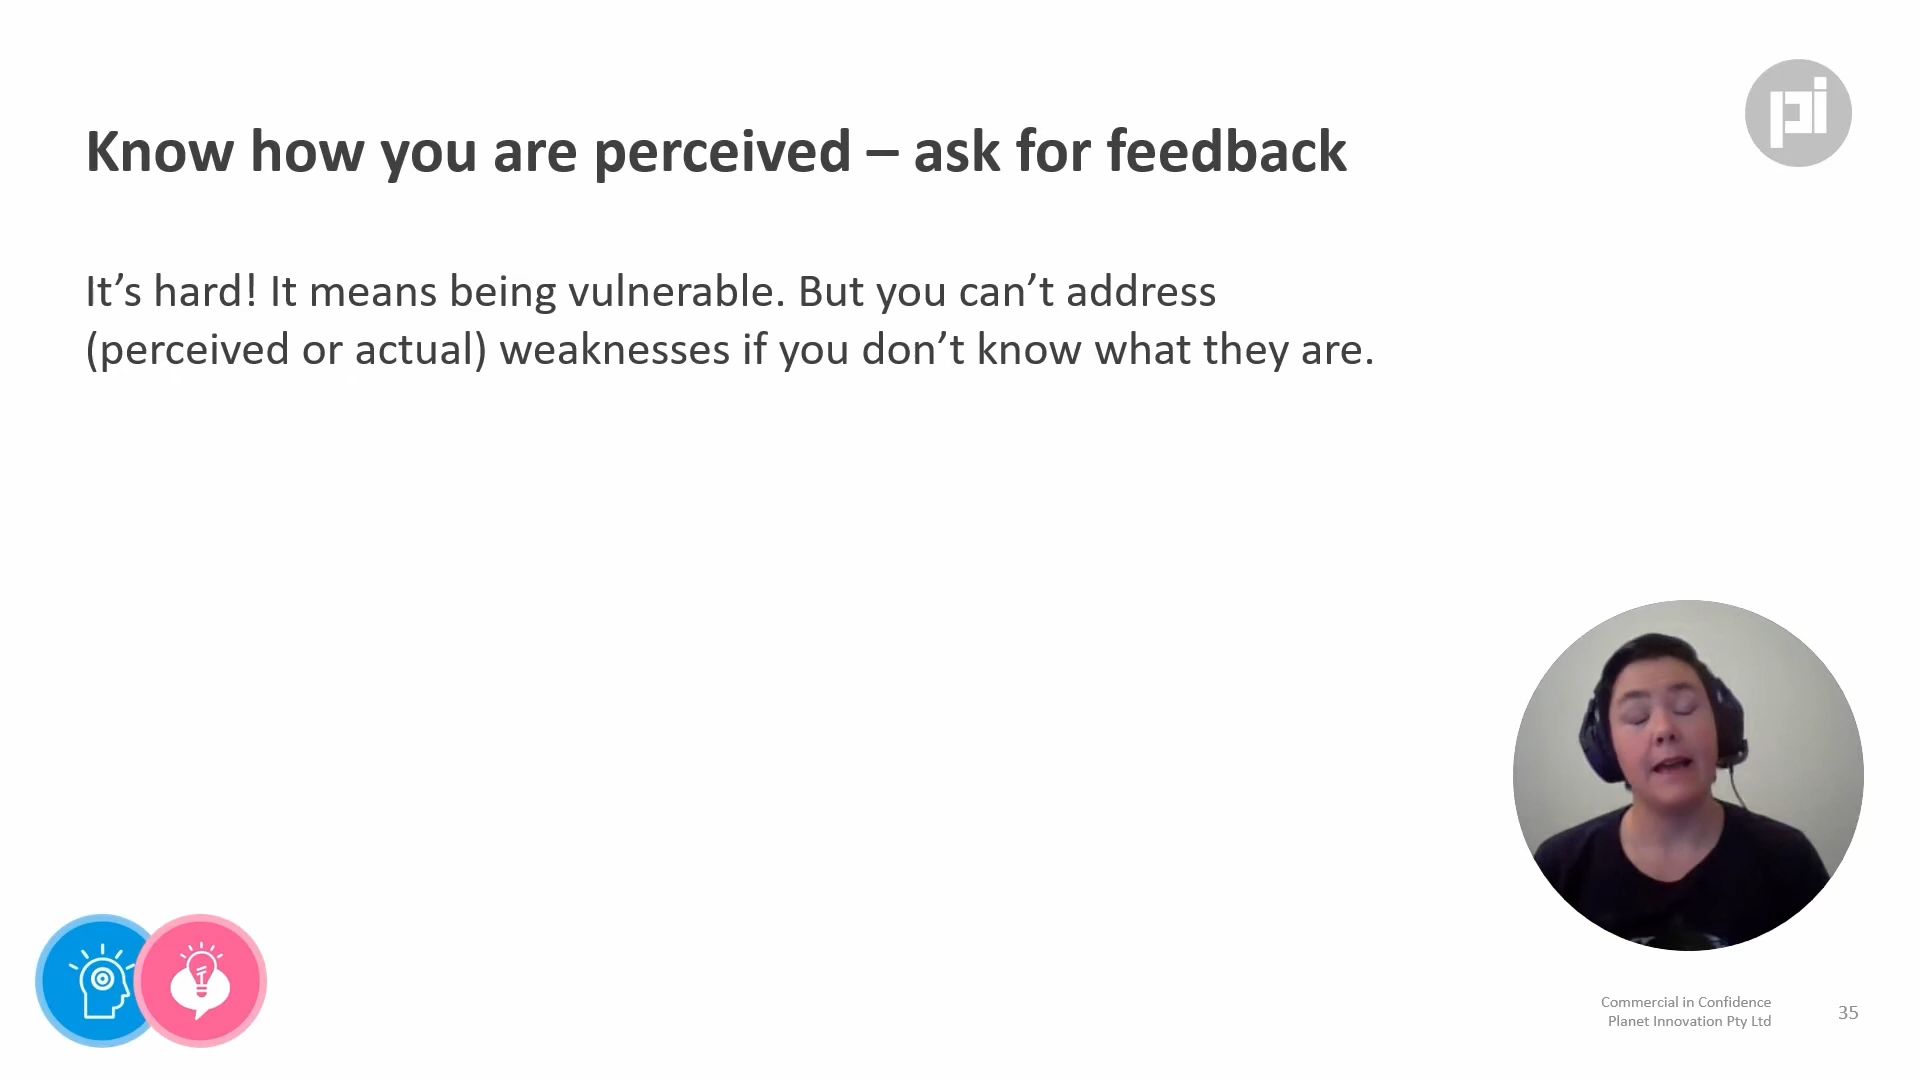 pi
Know how you are perceived – ask for feedback
It’s hard! It means being vulnerable. But you can’t address
(perceived or actual) weaknesses if you don’t know what they are.
Commercial in Confidence
Planet Innovation Pty Ltd
35